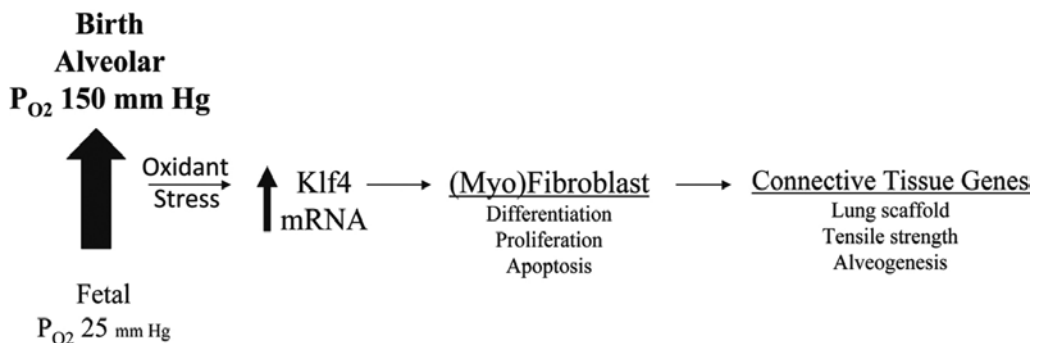 Birth
Alveolar
PO2 150 mm Hg
Fetal
PO2 25 mm Hg
Oxidant
Stress
Klf4
mRNA
(Myo)Fibroblast
Differentiation
Proliferation
Apoptosis
Connective Tissue Genes
Lung scaffold
Tensile strength
Alveogenesis